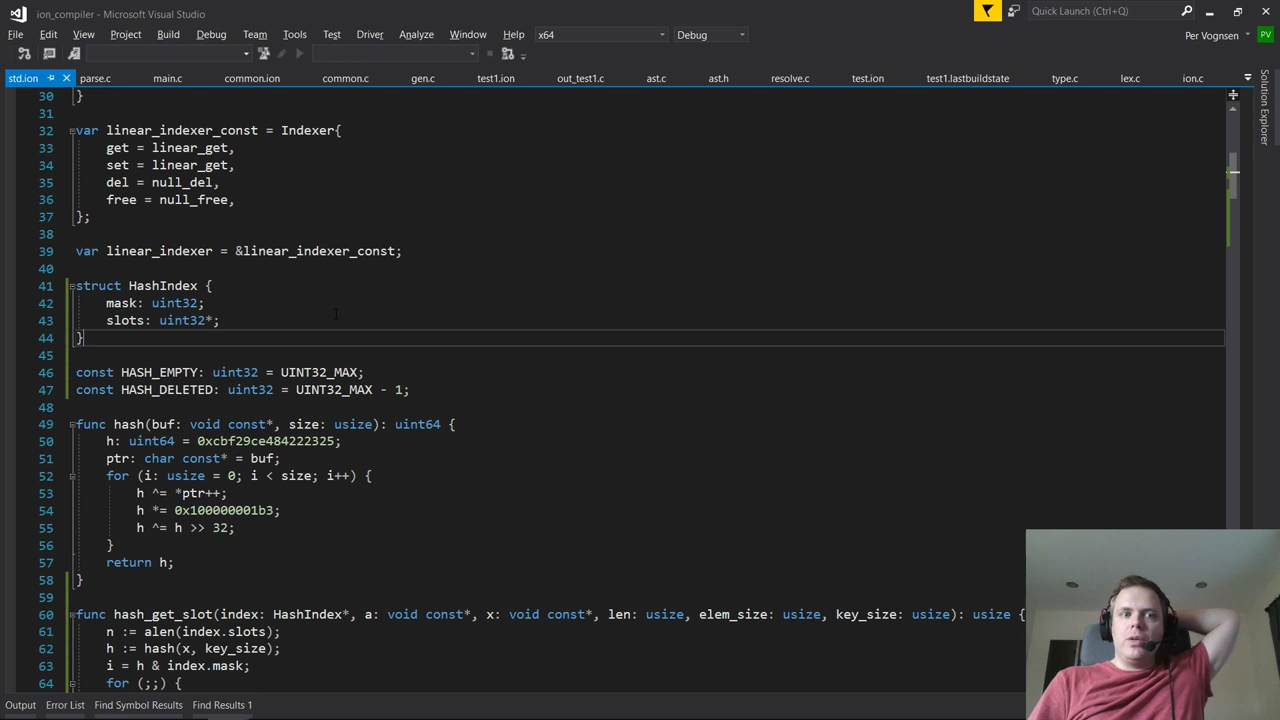 ion_compiler - Microsoft Visual Studio
Quick Launch (Ctrl+Q)
File Edit View Project Build Debug Team Tools Test Driver Analyze Window Help x64 Debug
Per Vognsen PV
std.ion parse.c main.c common.ion common.c gen.c test1.ion out_test1.c ast.c ast.h resolve.c test.ion test1.lastbuildstate type.c lex.c ion.c
Solution Explorer
30 }
31
32 var linear_indexer_const = Indexer{
33 get = linear_get,
34 set = linear_get,
35 del = null_del,
36 free = null_free,
37 };
38
39 var linear_indexer = &linear_indexer_const;
40
41 struct HashIndex {
42 mask: uint32;
43 slots: uint32*;
44 }
45
46 const HASH_EMPTY: uint32 = UINT32_MAX;
47 const HASH_DELETED: uint32 = UINT32_MAX - 1;
48
49 func hash(buf: void const*, size: usize): uint64 {
50 h: uint64 = 0xcbf29ce484222325;
51 ptr: char const* = buf;
52 for (i: usize = 0; i < size; i++) {
53 h ^= *ptr++;
54 h *= 0x100000001b3;
55 h ^= h >> 32;
56 }
57 return h;
58 }
59
60 func hash_get_slot(index: HashIndex*, a: void const*, x: void const*, len: usize, elem_size: usize, key_size: usize): usize {
61 n := alen(index.slots);
62 h := hash(x, key_size);
63 i = h & index.mask;
64 for (;;) {
Output Error List Find Symbol Results Find Results 1